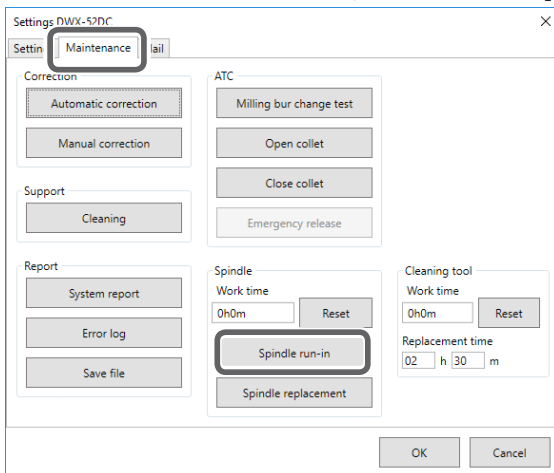 Settings DWX-52DC
Maintenance
Correction
Automatic correction
Manual correction
Support
Cleaning
Report
System report
Error log
Save file
ATC
Milling bur change test
Open collet
Close collet
Emergency release
Spindle
Work time
0h0m Reset
Spindle run-in
Spindle replacement
Cleaning tool
Work time
0h0m Reset
Replacement time
02 h 30 m
OK Cancel